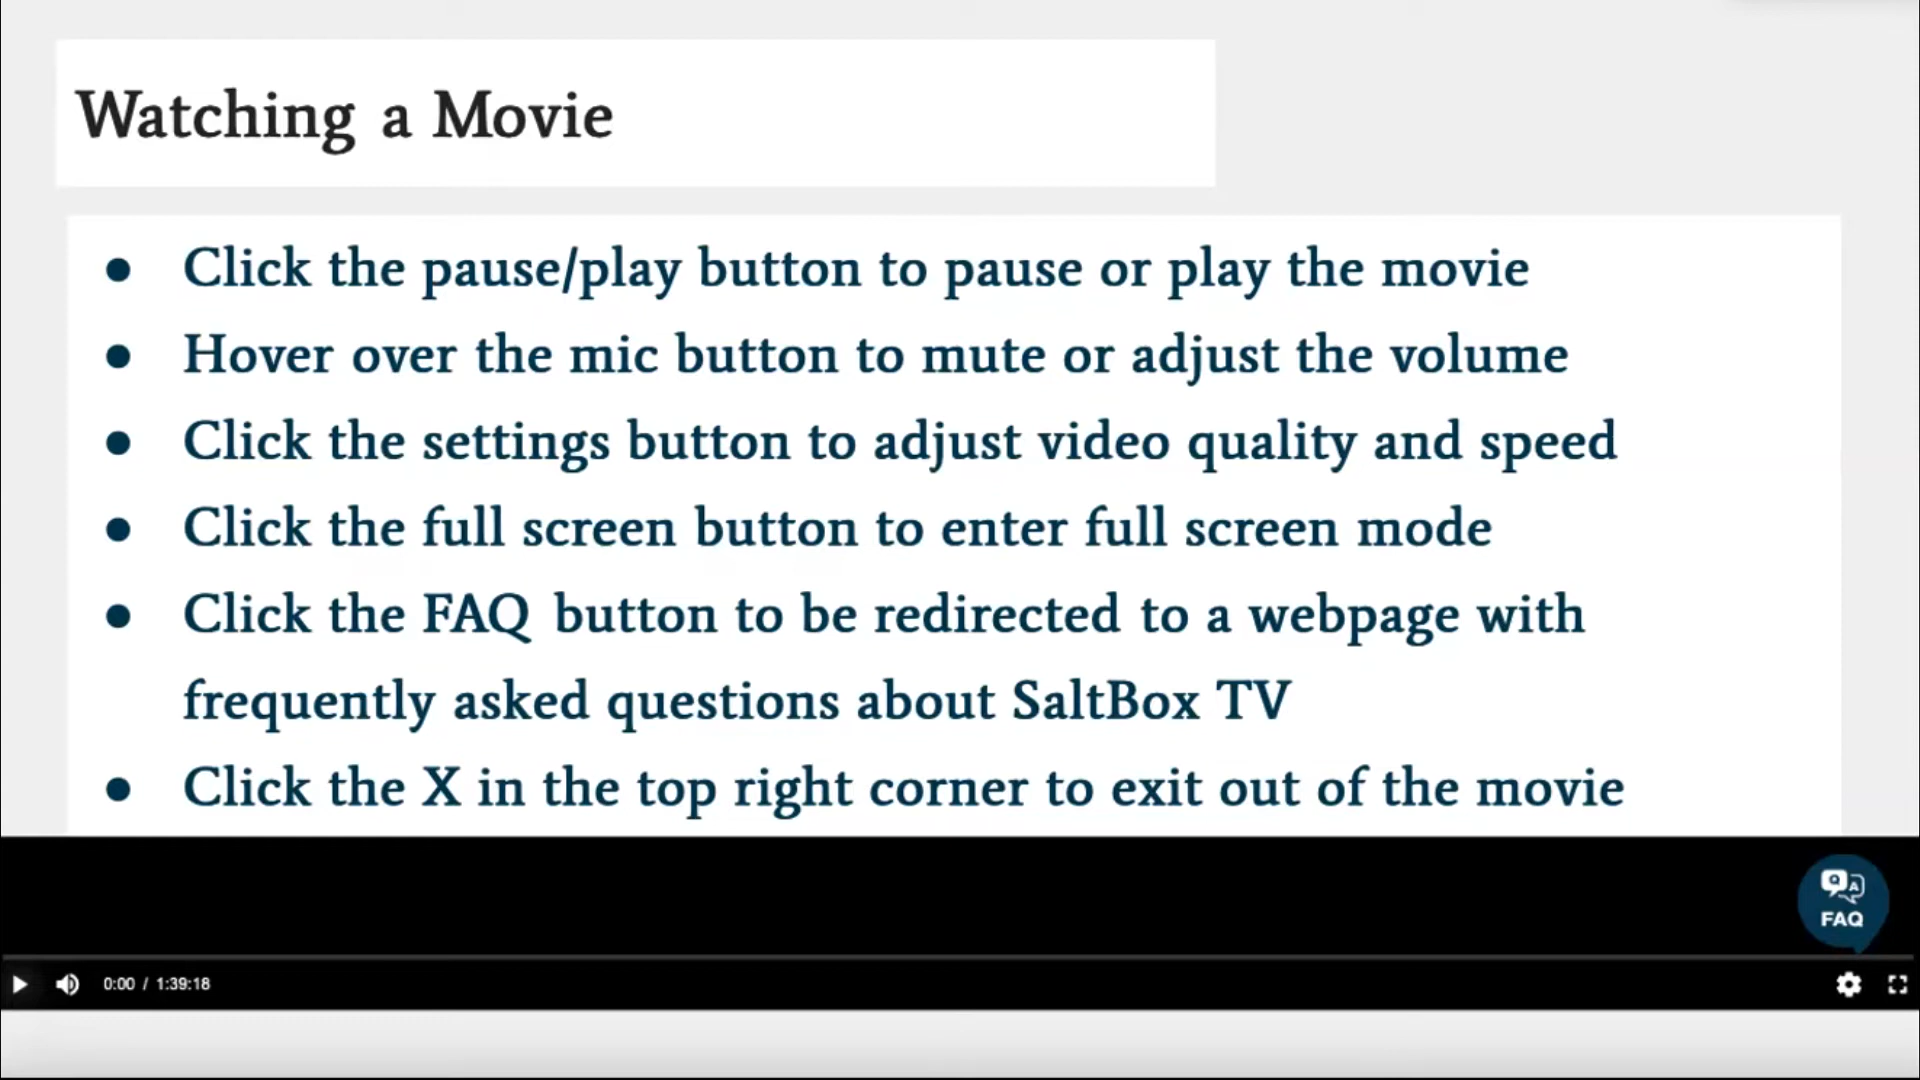 Watching a Movie
● Click the pause/play button to pause or play the movie
● Hover over the mic button to mute or adjust the volume
● Click the settings button to adjust video quality and speed
● Click the full screen button to enter full screen mode
● Click the FAQ button to be redirected to a webpage with
frequently asked questions about SaltBox TV
● Click the X in the top right corner to exit out of the movie
Q A
FAQ
0:00 / 1:39:18